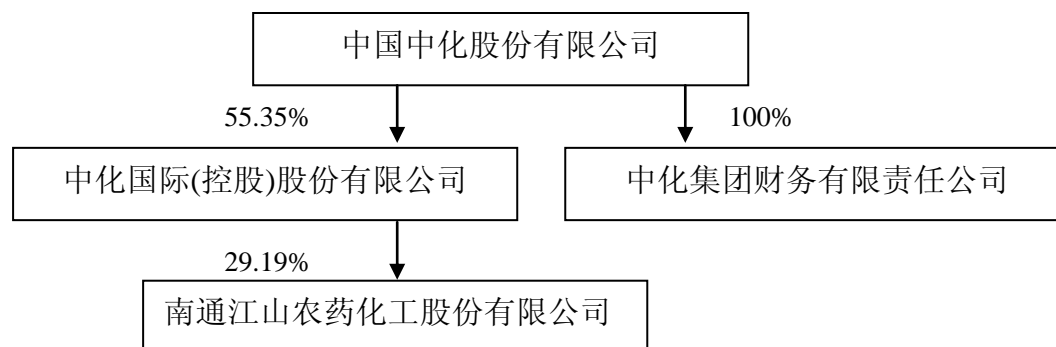 中国中化股份有限公司
55.35%
100%
中化国际(控股)股份有限公司
中化集团财务有限责任公司
29.19%
南通江山农药化工股份有限公司